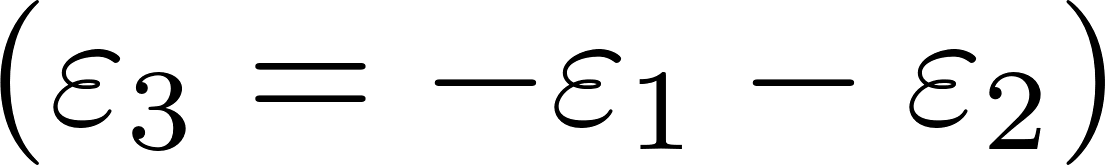 (ε₃ = −ε₁ − ε₂)